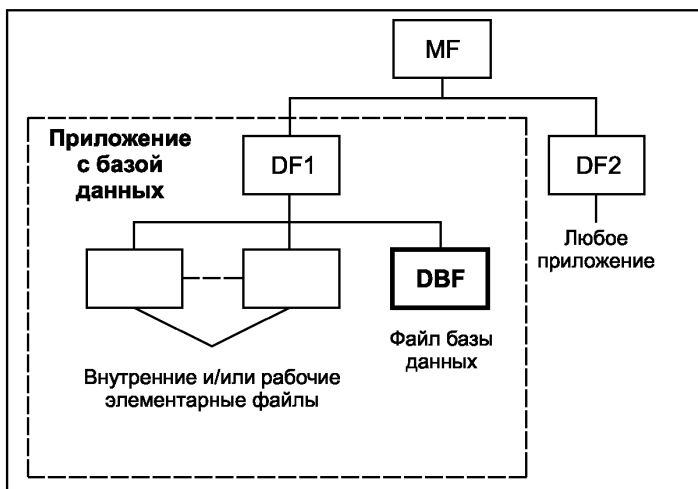 MF
Приложение
с базой
данных
DF1
DF2
Любое
приложение
DBF
Файл базы
данных
Внутренние и/или рабочие
элементарные файлы